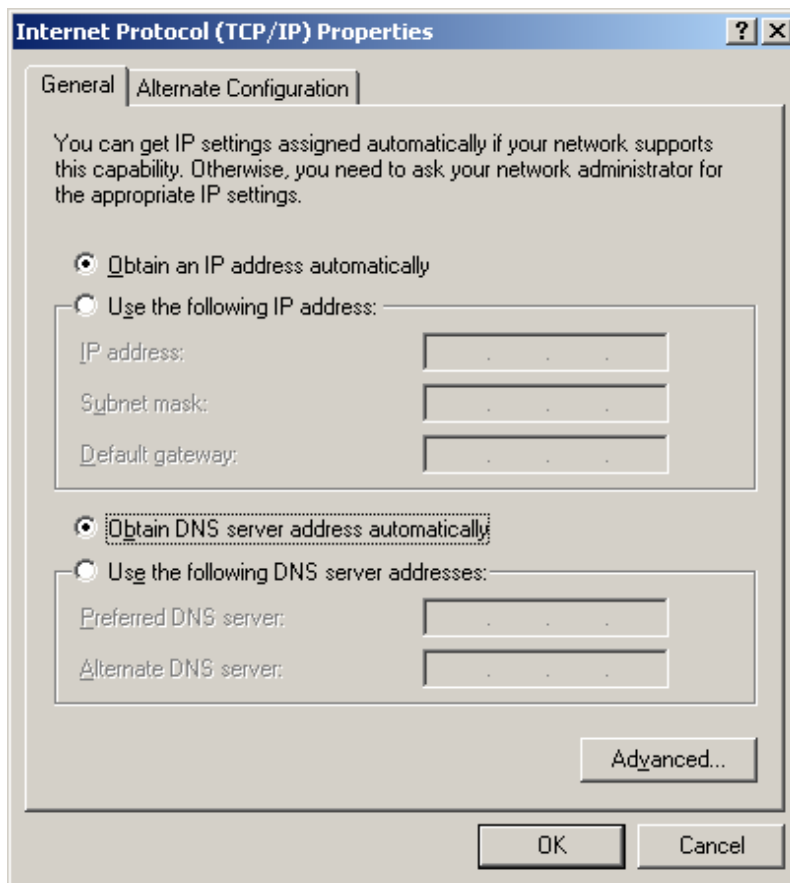 Internet Protocol (TCP/IP) Properties
General
Alternate Configuration
You can get IP settings assigned automatically if your network supports
this capability. Otherwise, you need to ask your network administrator for
the appropriate IP settings.
Obtain an IP address automatically
Use the following IP address:
IP address:
Subnet mask:
Default gateway:
Obtain DNS server address automatically
Use the following DNS server addresses:
Preferred DNS server:
Alternate DNS server:
Advanced...
OK
Cancel